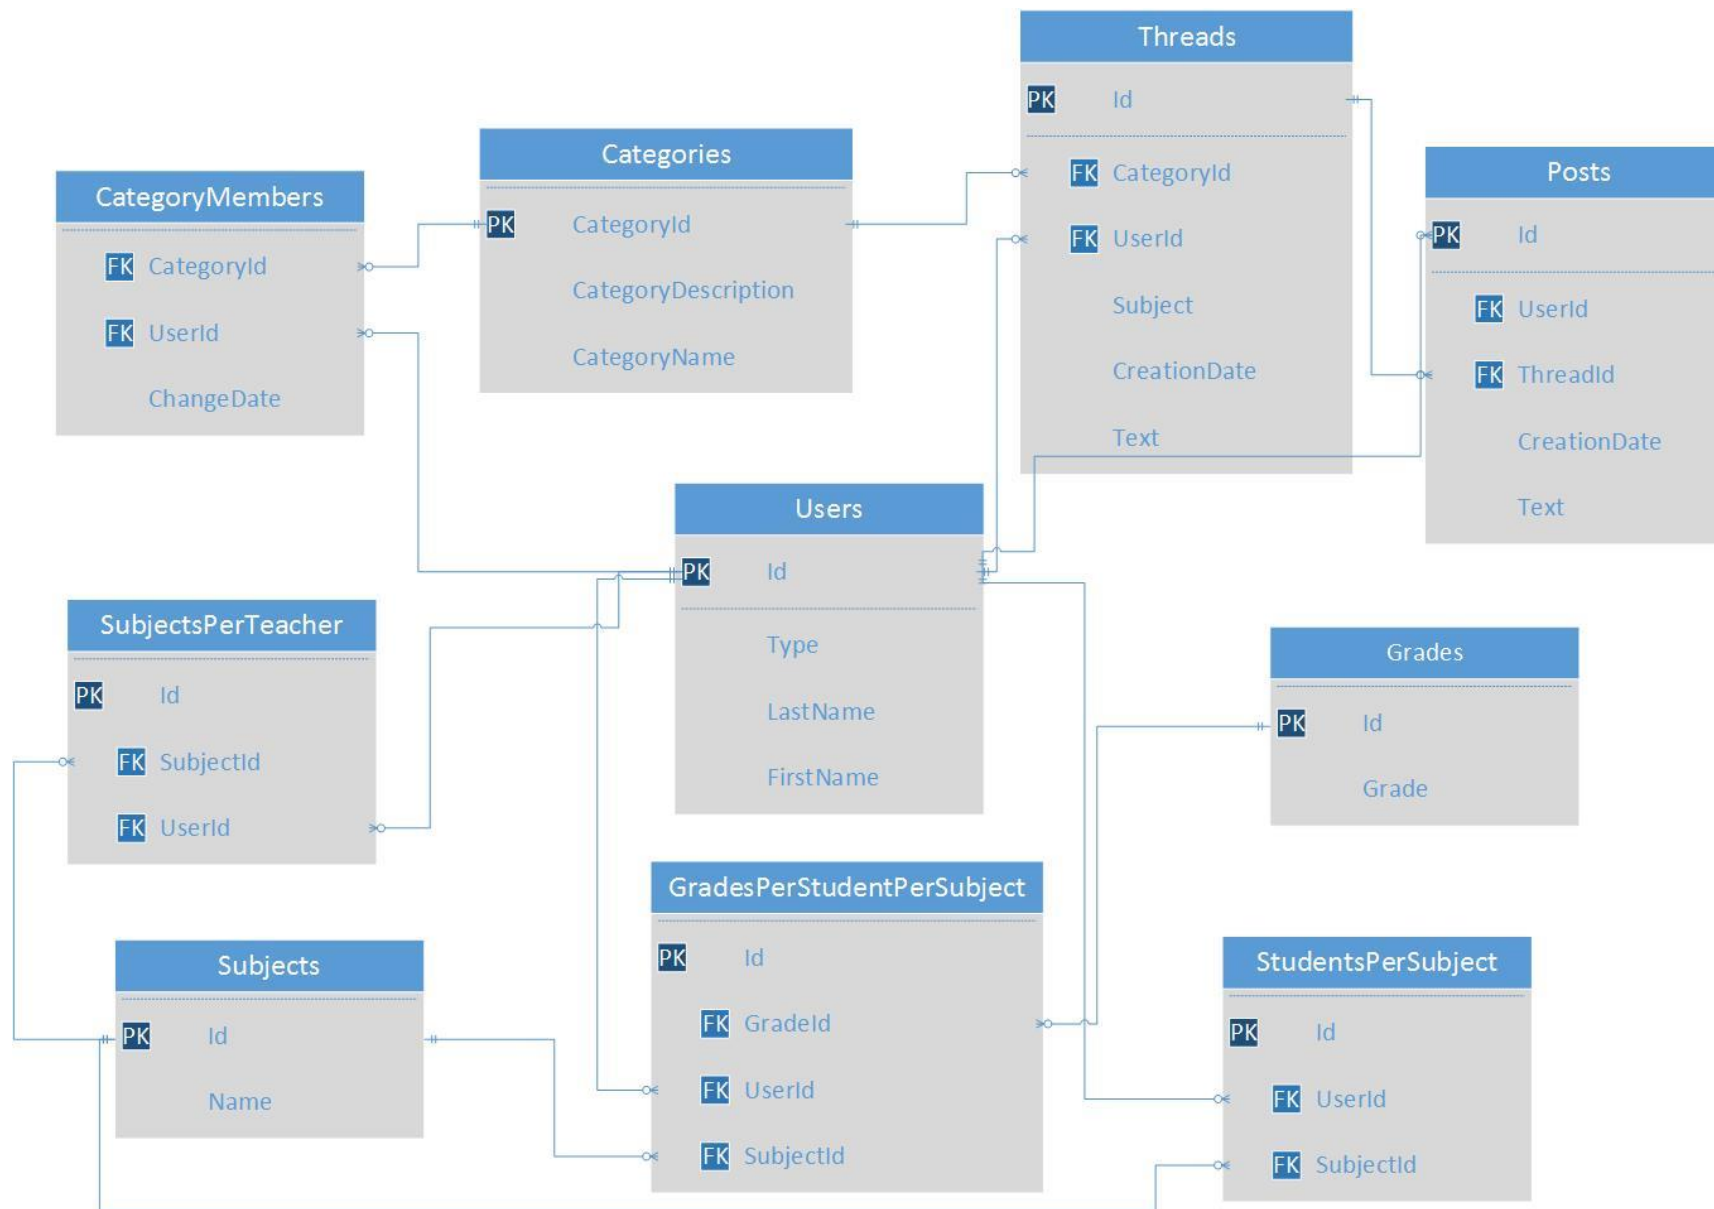 Threads
PK Id
FK CategoryId
FK UserId
Subject
CreationDate
Text
Categories
PK CategoryId
CategoryDescription
CategoryName
CategoryMembers
FK CategoryId
FK UserId
ChangeDate
Posts
PK Id
FK UserId
FK ThreadId
CreationDate
Text
Users
PK Id
Type
LastName
FirstName
SubjectsPerTeacher
PK Id
FK SubjectId
FK UserId
Grades
PK Id
Grade
GradesPerStudentPerSubject
PK Id
FK GradeId
FK UserId
FK SubjectId
Subjects
PK Id
Name
StudentsPerSubject
PK Id
FK UserId
FK SubjectId